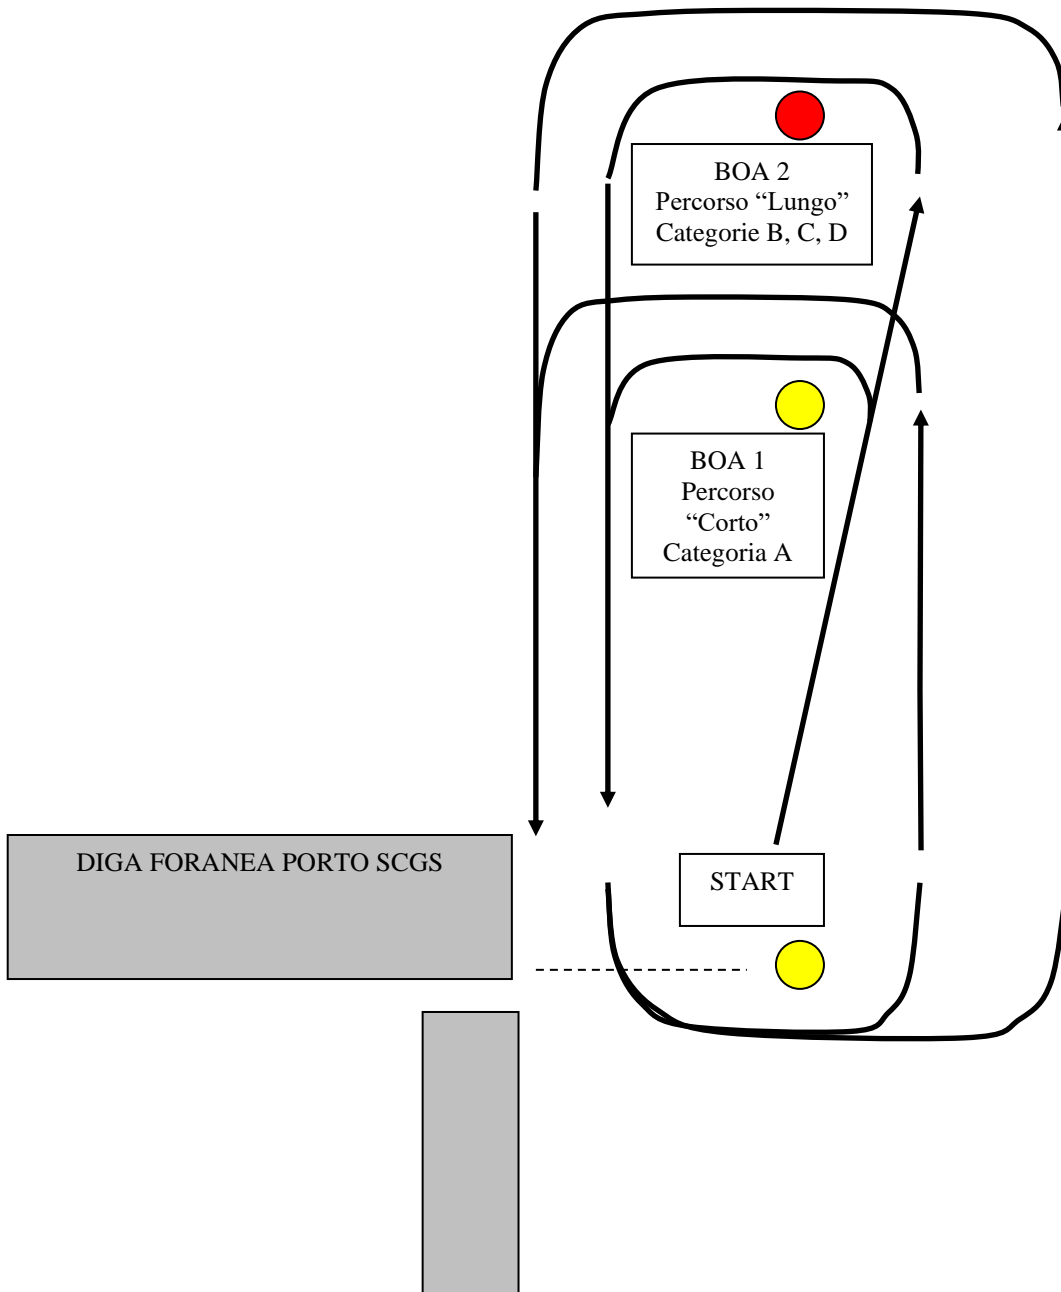 BOA 2
Percorso “Lungo”
Categorie B, C, D
BOA 1
Percorso
“Corto”
Categoria A
DIGA FORANEA PORTO SCGS
START